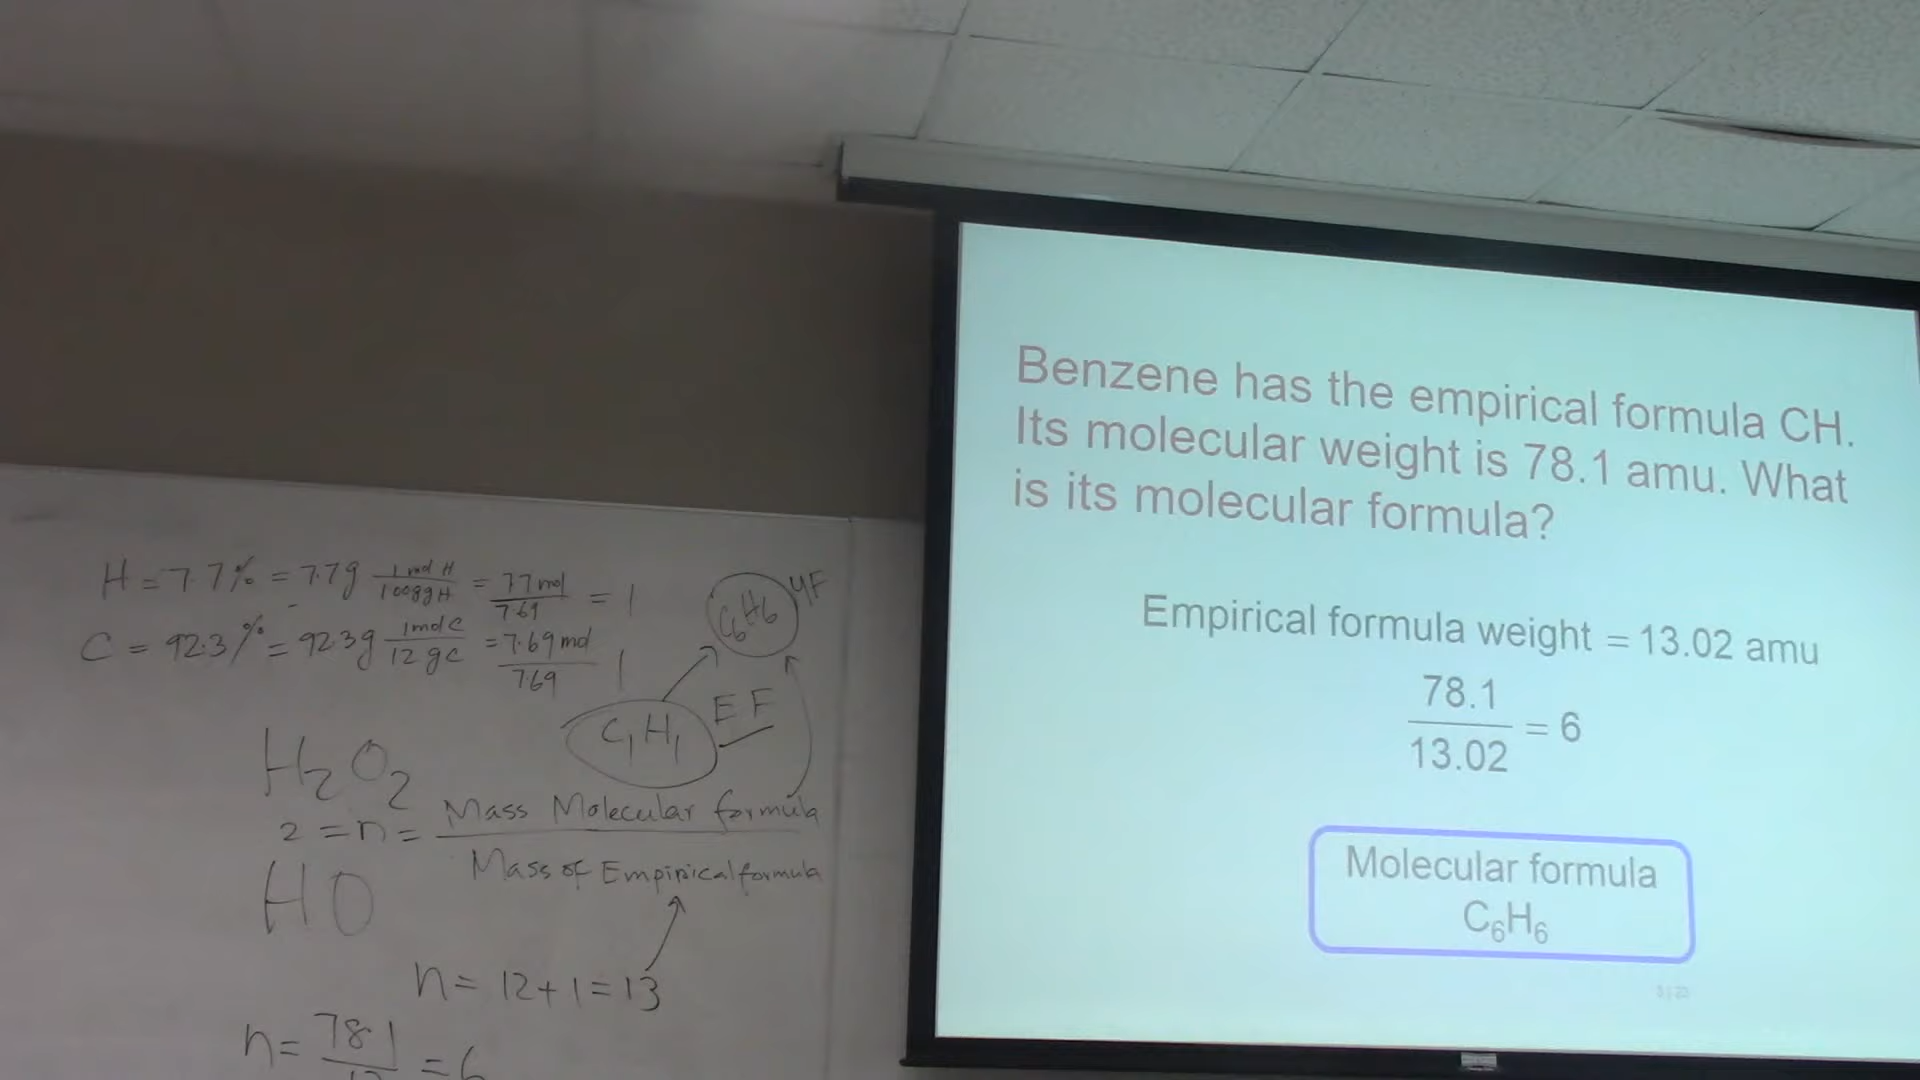 H = 7.7% = 7.7g 1 mol H / 1.008g H = 7.7 mol / 7.69 = 1
C = 92.3% = 92.3g 1 mol C / 12 g C = 7.69 mol / 7.69 1
C6H6
C1H1 EF
H2O2
2 = n = Mass Molecular formula / Mass of Empirical formula
HO
n = 12 + 1 = 13
n = 78.1 = 6
Benzene has the empirical formula CH.
Its molecular weight is 78.1 amu. What
is its molecular formula?
Empirical formula weight = 13.02 amu
78.1
13.02
= 6
Molecular formula
C6H6